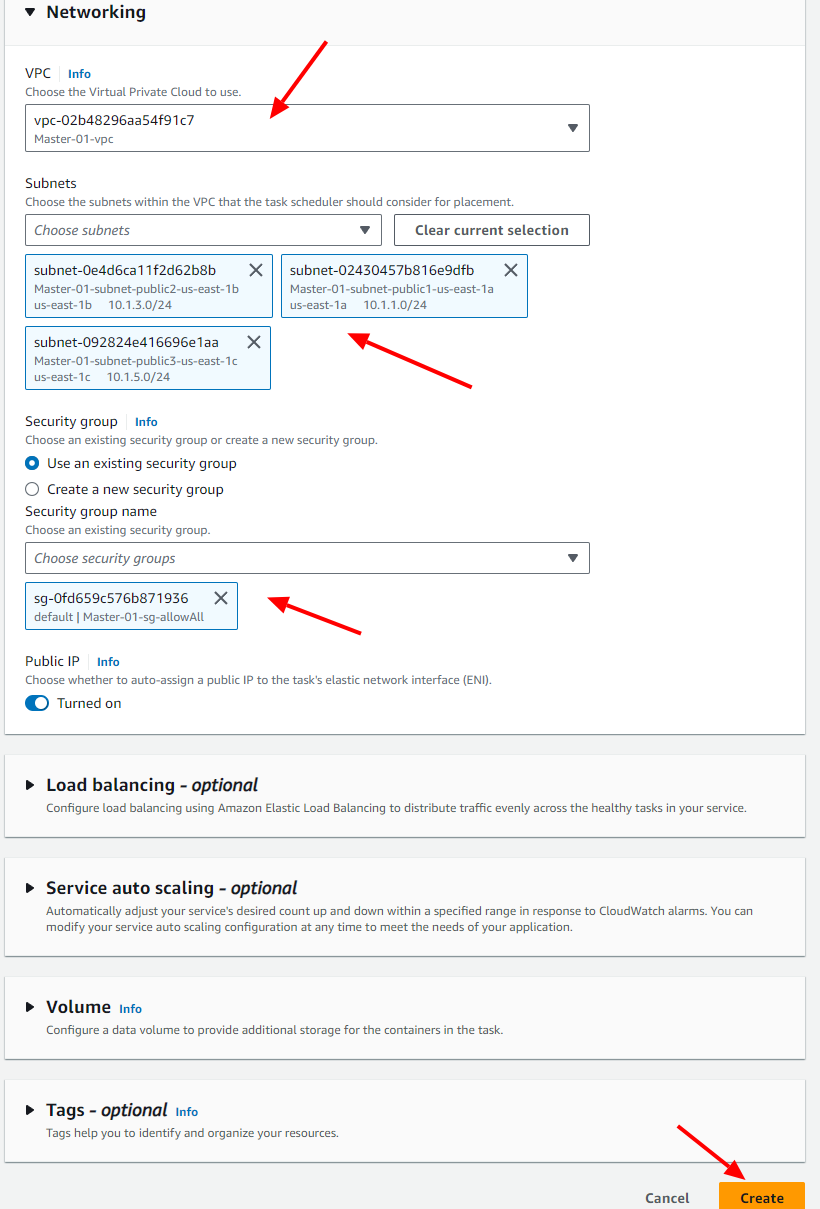 Networking
VPC Info
Choose the Virtual Private Cloud to use.
vpc-02b48296aa54f91c7
Master-01-vpc
Subnets
Choose the subnets within the VPC that the task scheduler should consider for placement.
Choose subnets Clear current selection
subnet-0e4d6ca11f2d62b8b subnet-02430457b816e9dfb
Master-01-subnet-public2-us-east-1b Master-01-subnet-public1-us-east-1a
us-east-1b 10.1.3.0/24 us-east-1a 10.1.1.0/24
subnet-092824e416696e1aa
Master-01-subnet-public3-us-east-1c
us-east-1c 10.1.5.0/24
Security group Info
Choose an existing security group or create a new security group.
Use an existing security group
Create a new security group
Security group name
Choose an existing security group.
Choose security groups
sg-0fd659c576b871936
default | Master-01-sg-allowAll
Public IP Info
Choose whether to auto-assign a public IP to the task's elastic network interface (ENI).
Turned on
Load balancing - optional
Configure load balancing using Amazon Elastic Load Balancing to distribute traffic evenly across the healthy tasks in your service.
Service auto scaling - optional
Automatically adjust your service's desired count up and down within a specified range in response to CloudWatch alarms. You can
modify your service auto scaling configuration at any time to meet the needs of your application.
Volume Info
Configure a data volume to provide additional storage for the containers in the task.
Tags - optional Info
Tags help you to identify and organize your resources.
Cancel Create